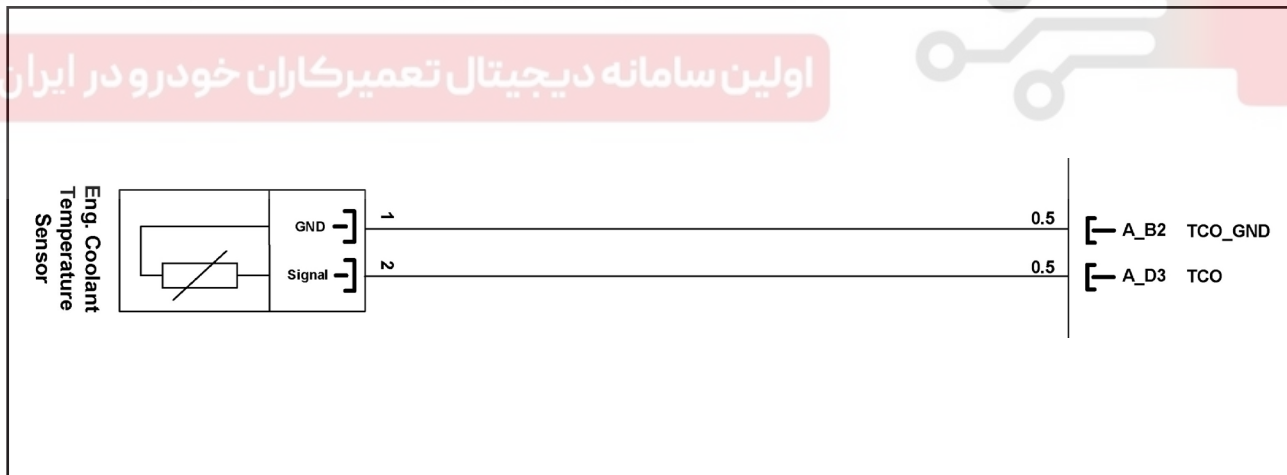 اولین سامانه دیجیتال تعمیرکاران خودرو در ایران
Eng. Coolant
Temperature
Sensor
GND
1
0.5
A_B2 TCO_GND
Signal
2
0.5
A_D3 TCO